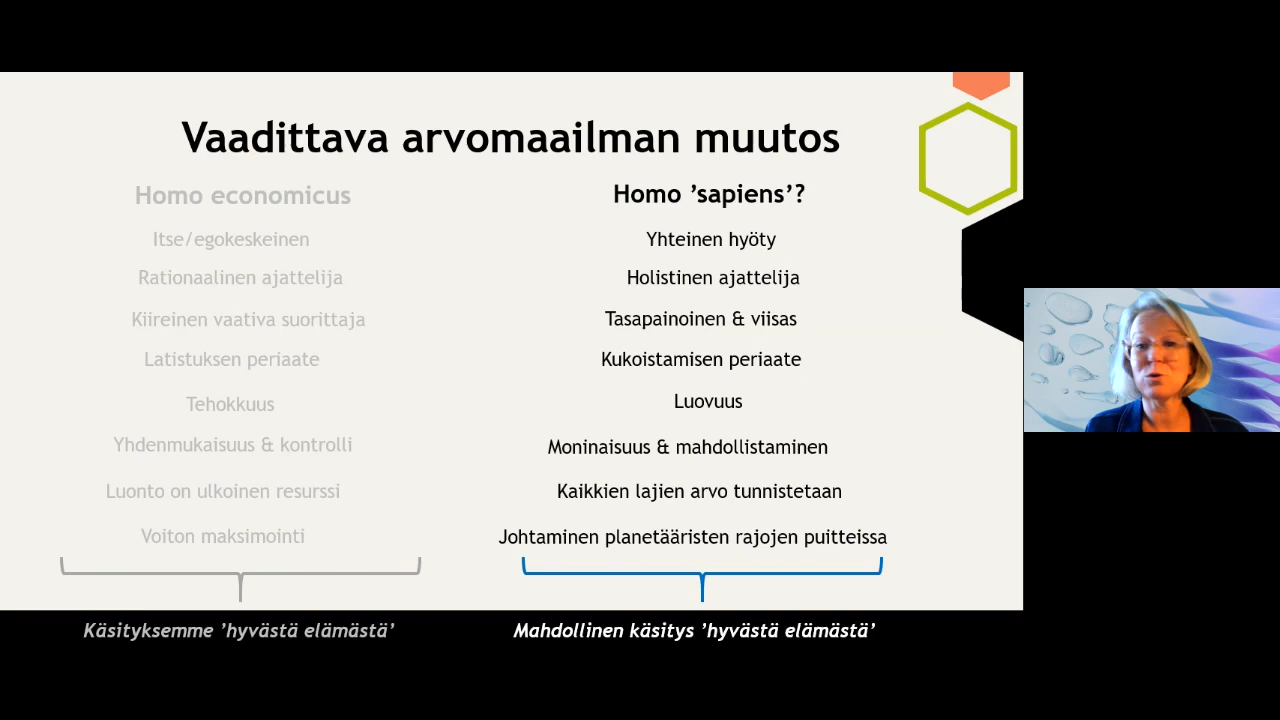 Vaadittava arvomaailman muutos
Homo economicus
Itse/egokeskeinen
Rationaalinen ajattelija
Kiireinen vaativa suorittaja
Latistuksen periaate
Tehokkuus
Yhdenmukaisuus & kontrolli
Luonto on ulkoinen resurssi
Voiton maksimointi
Käsityksemme ’hyvästä elämästä’
Homo ’sapiens’?
Yhteinen hyöty
Holistinen ajattelija
Tasapainoinen & viisas
Kukoistamisen periaate
Luovuus
Moninaisuus & mahdollistaminen
Kaikkien lajien arvo tunnistetaan
Johtaminen planetääristen rajojen puitteissa
Mahdollinen käsitys ’hyvästä elämästä’